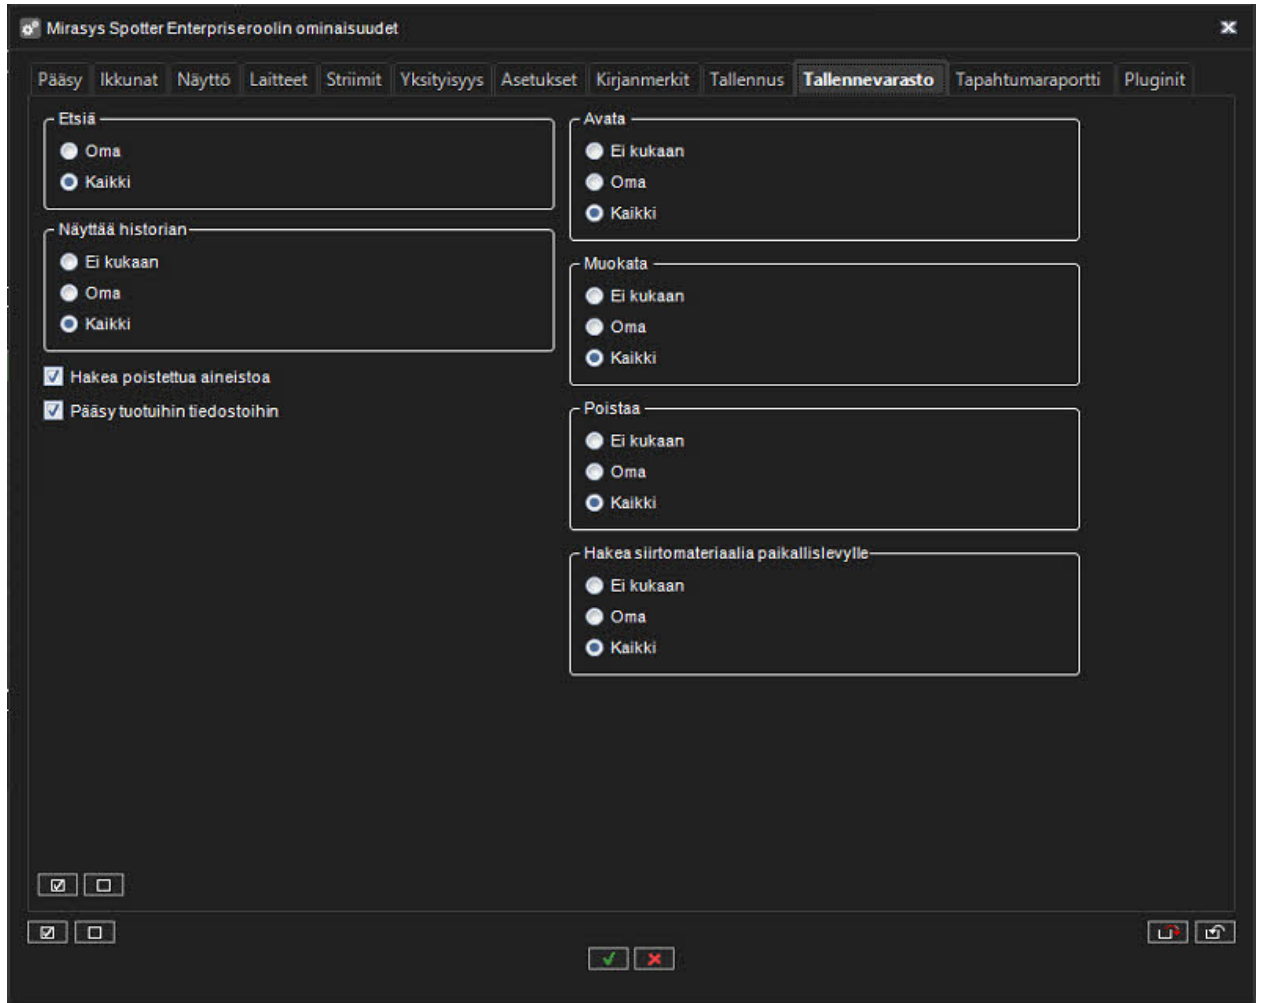 Mirasys Spotter Enterpriseroolin ominaisuudet
Pääsy Ikkunat Näyttö Laitteet Striimit Yksityisyys Asetukset Kirjanmerkit Tallennus Tallennevarasto Tapahtumaraportti Pluginit
Etsiä
Oma
Kaikki
Näyttää historian
Ei kukaan
Oma
Kaikki
Hakea poistettua aineistoa
Pääsy tuotuihin tiedostoihin
Avata
Ei kukaan
Oma
Kaikki
Muokata
Ei kukaan
Oma
Kaikki
Poistaa
Ei kukaan
Oma
Kaikki
Hakea siirtomateriaalia paikallislevylle
Ei kukaan
Oma
Kaikki